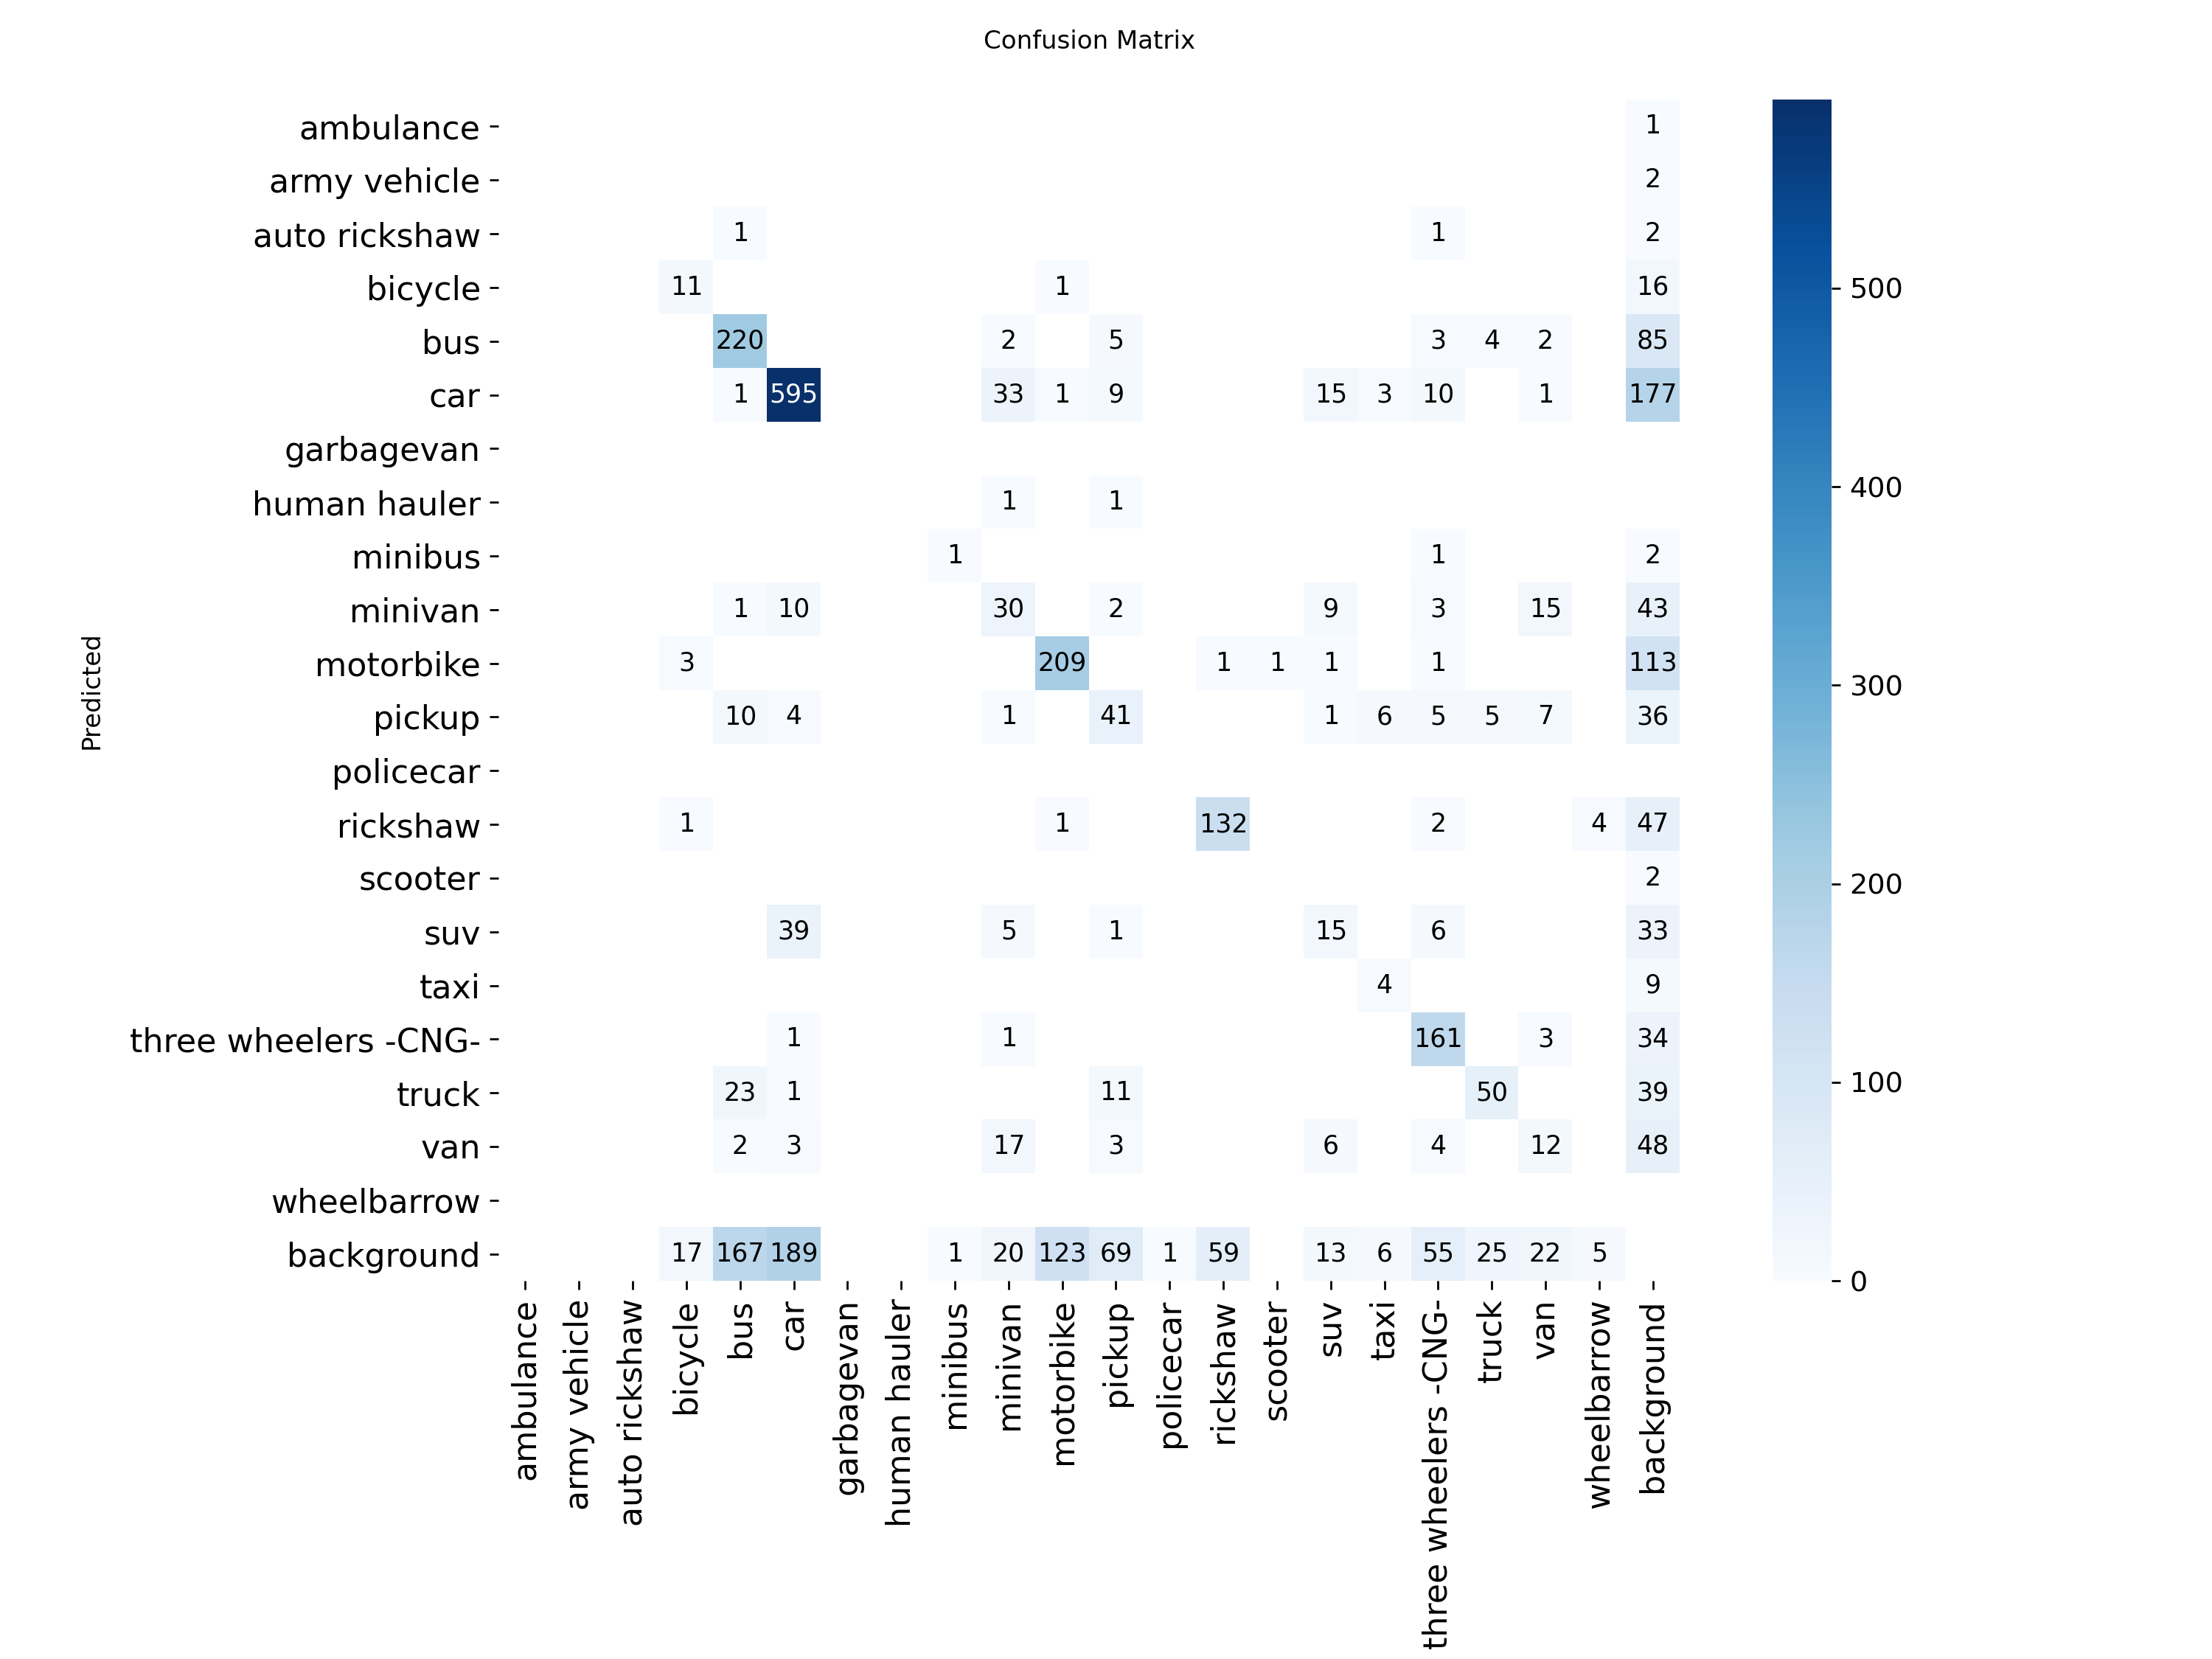 Confusion Matrix
ambulance 1
army vehicle 2
auto rickshaw 1 1 2
bicycle 11 1 16
bus 220 2 5 3 4 2 85
car 1 595 33 1 9 15 3 10 1 177
garbagevan
human hauler 1 1
minibus 1 1 2
minivan 1 10 30 2 9 3 15 43
motorbike 3 209 1 1 1 1 113
pickup 10 4 1 41 1 6 5 5 7 36
policecar
rickshaw 1 1 132 2 4 47
scooter 2
suv 39 5 1 15 6 33
taxi 4 9
three wheelers -CNG- 1 1 161 3 34
truck 23 1 11 50 39
van 2 3 17 3 6 4 12 48
wheelbarrow
background 17 167 189 1 20 123 69 1 59 13 6 55 25 22 5
Predicted
ambulance
army vehicle
auto rickshaw
bicycle
bus
car
garbagevan
human hauler
minibus
minivan
motorbike
pickup
policecar
rickshaw
scooter
suv
taxi
three wheelers -CNG-
truck
van
wheelbarrow
background
500
400
300
200
100
0